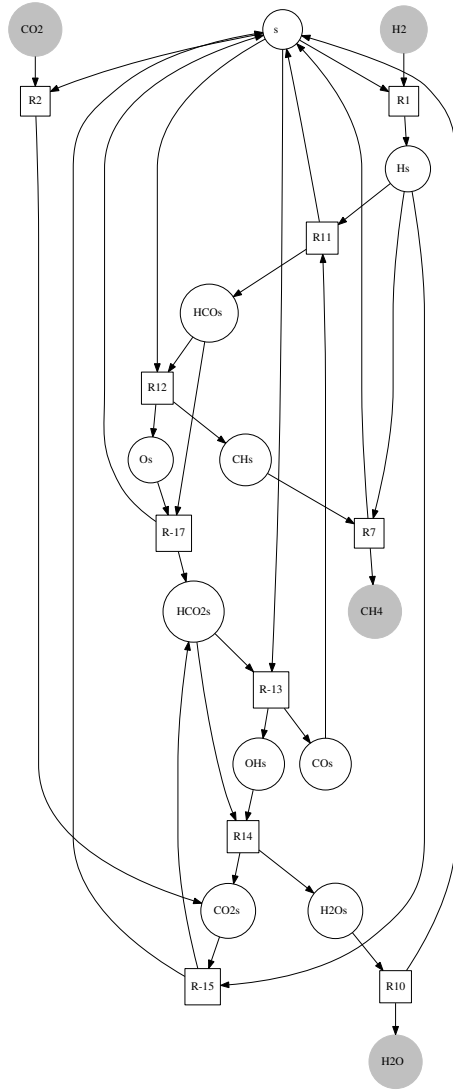 CO2
s
H2
R2
R1
Hs
R11
HCOs
R12
Os
CHs
R-17
R7
HCO2s
CH4
R-13
OHs
COs
R14
CO2s
H2Os
R-15
R10
H2O